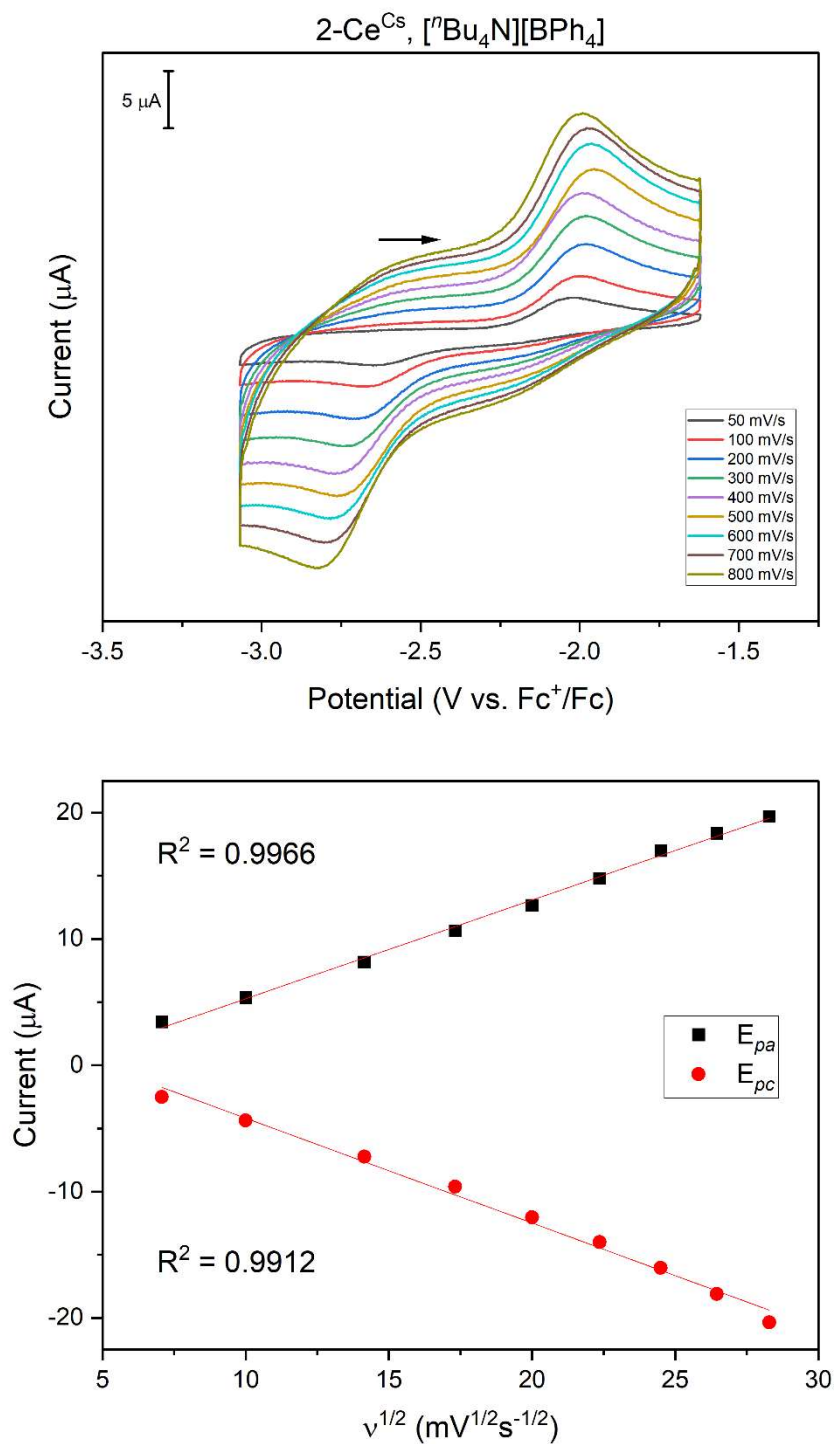 2-Ce^Cs, [^nBu₄N][BPh₄]
5 μA
Current (μA)
50 mV/s
100 mV/s
200 mV/s
300 mV/s
400 mV/s
500 mV/s
600 mV/s
700 mV/s
800 mV/s
-3.5 -3.0 -2.5 -2.0 -1.5
Potential (V vs. Fc⁺/Fc)
20
R² = 0.9966
10
0
E_pa
E_pc
Current (μA)
-10
R² = 0.9912
-20
5 10 15 20 25 30
ν^1/2 (mV^1/2s^-1/2)